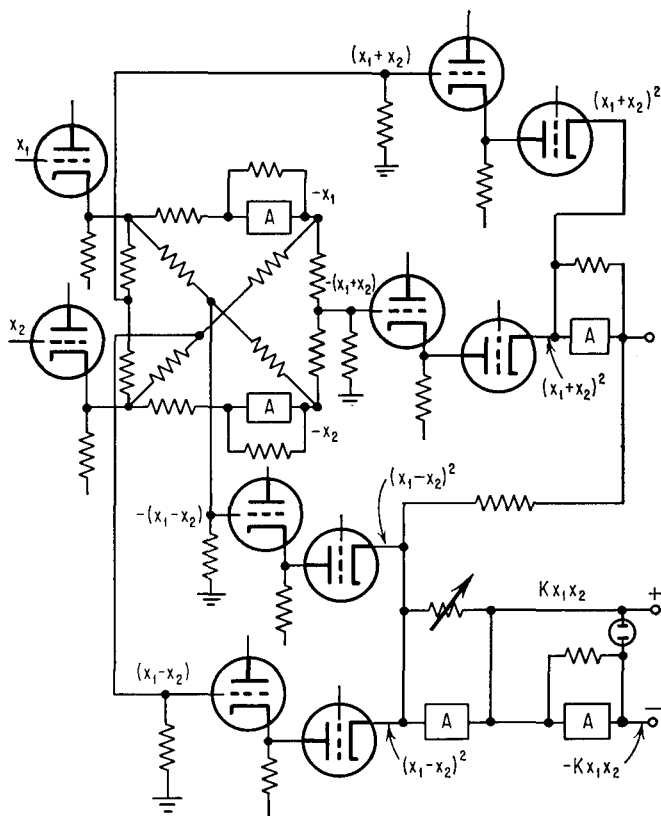 (x₁+x₂)
(x₁+x₂)²
x₁
-x₁
A
-(x₁+x₂)
x₂
A
(x₁+x₂)²
A
-x₂
(x₁-x₂)²
-(x₁-x₂)
Kx₁x₂
+
(x₁-x₂)
A
A
−
(x₁-x₂)²
-Kx₁x₂